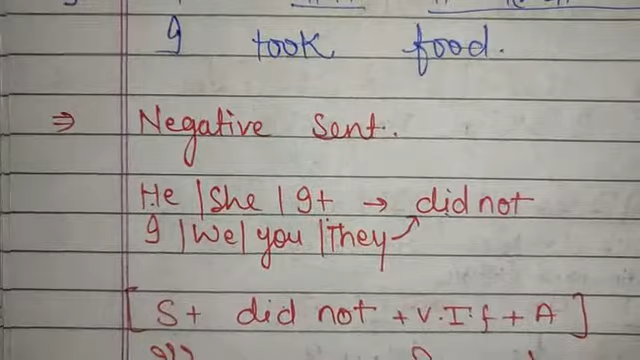 I took food.
⇒ Negative Sent.
He | She | It → did not
I | We | you | They
[ S + did not + V.I f + A ]